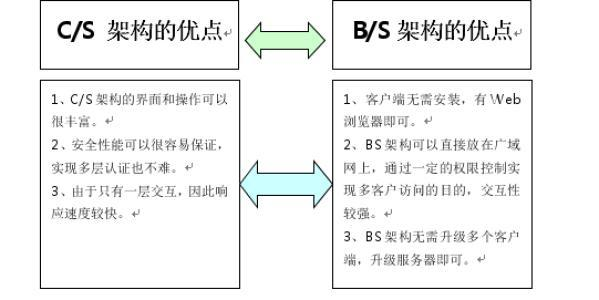 C/S 架构的优点
B/S 架构的优点
1、C/S 架构的界面和操作可以
很丰富。
2、安全性能可以很容易保证，
实现多层认证也不难。
3、由于只有一层交互，因此响
应速度较快。
1、客户端无需安装，有 Web
浏览器即可。
2、BS 架构可以直接放在广域
网上，通过一定的权限控制实
现多客户访问的目的，交互性
较强。
3、BS 架构无需升级多个客户
端，升级服务器即可。